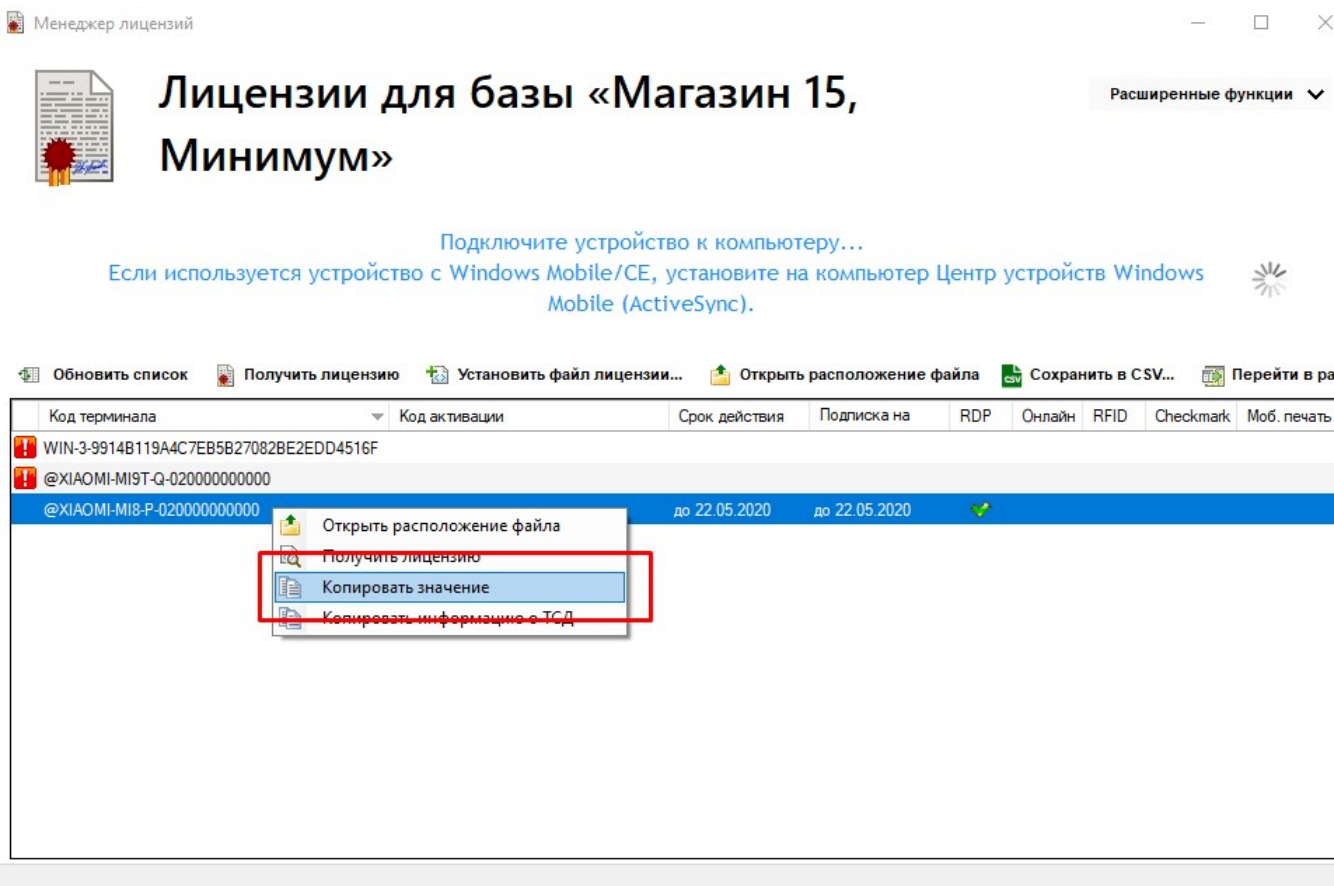 Менеджер лицензий
Лицензии для базы «Магазин 15,
Минимум»
Расширенные функции
Подключите устройство к компьютеру...
Если используется устройство с Windows Mobile/CE, установите на компьютер Центр устройств Windows
Mobile (ActiveSync).
Обновить список Получить лицензию Установить файл лицензии... Открыть расположение файла Сохранить в CSV... Перейти в ра
Код терминала Код активации Срок действия Подписка на RDP Онлайн RFID Checkmark Моб. печать
WIN-3-9914B119A4C7EB5B27082BE2EDD4516F
@XIAOMI-MI9T-Q-020000000000
@XIAOMI-MI8-P-020000000000 до 22.05.2020 до 22.05.2020
Открыть расположение файла
Получить лицензию
Копировать значение
Копировать информацию о ТСД